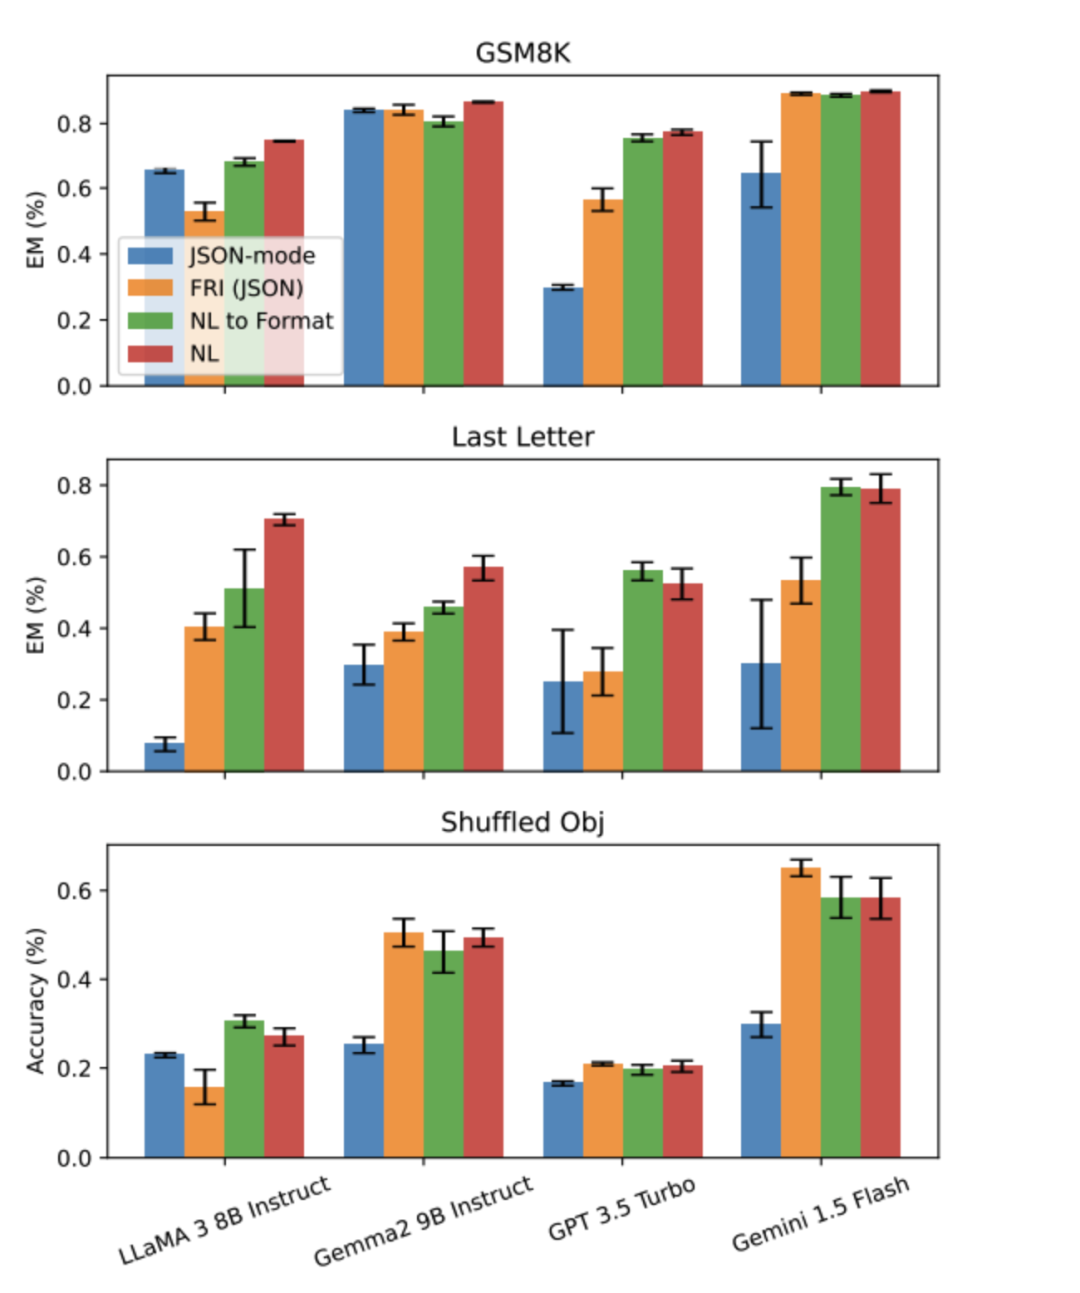 GSM8K
EM (%)
0.8
0.6
0.4
0.2
0.0
JSON-mode
FRI (JSON)
NL to Format
NL
Last Letter
EM (%)
0.8
0.6
0.4
0.2
0.0
Shuffled Obj
Accuracy (%)
0.6
0.4
0.2
0.0
LLaMA 3 8B Instruct
Gemma2 9B Instruct
GPT 3.5 Turbo
Gemini 1.5 Flash